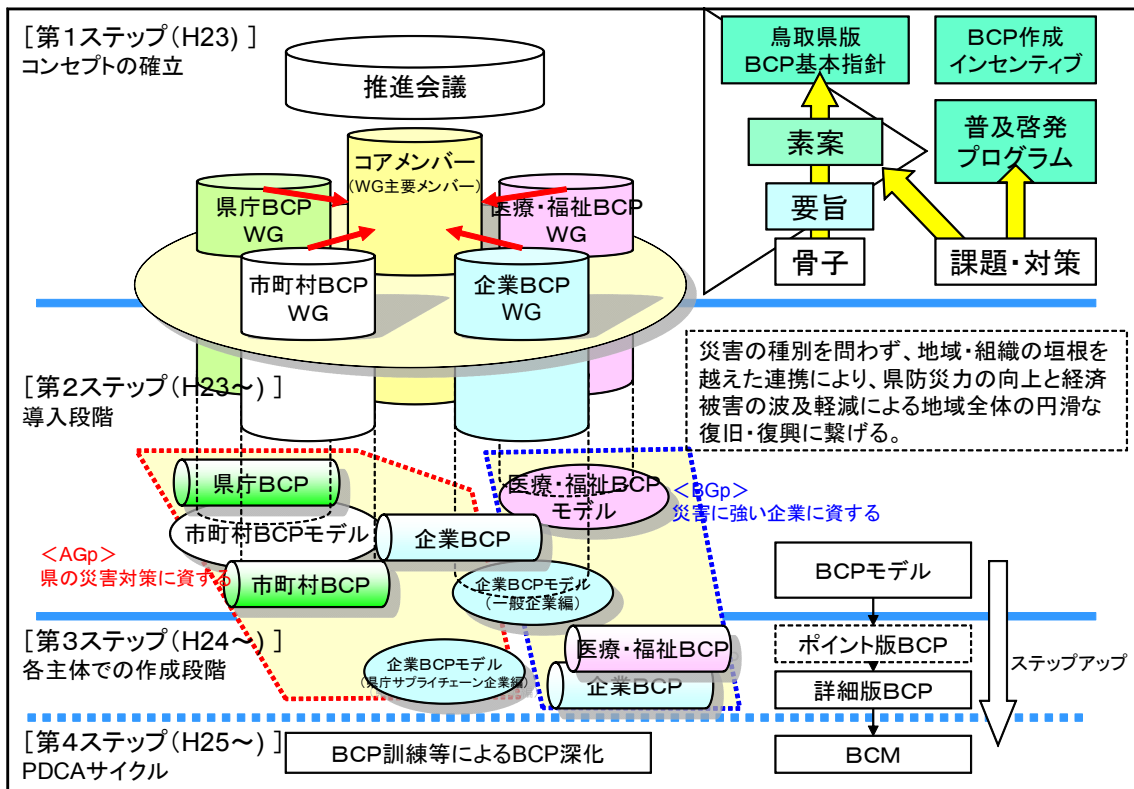 [第1ステップ(H23) ]
コンセプトの確立
推進会議
コアメンバー
(WG主要メンバー)
県庁BCP
WG
医療・福祉BCP
WG
市町村BCP
WG
企業BCP
WG
鳥取県版
BCP基本指針
BCP作成
インセンティブ
素案
普及啓発
プログラム
要旨
骨子
課題・対策
[第2ステップ(H23~) ]
導入段階
災害の種別を問わず、地域・組織の垣根を
越えた連携により、県防災力の向上と経済
被害の波及軽減による地域全体の円滑な
復旧・復興に繋げる。
県庁BCP
医療・福祉BCP
モデル
<BGp>
災害に強い企業に資する
市町村BCPモデル
企業BCP
<AGp>
県の災害対策に資する
市町村BCP
企業BCPモデル
(一般企業編)
BCPモデル
[第3ステップ(H24~) ]
各主体での作成段階
医療・福祉BCP
企業BCPモデル
(県庁サプライチェーン企業編)
企業BCP
ポイント版BCP
詳細版BCP
ステップアップ
[第4ステップ(H25~) ]
PDCAサイクル
BCP訓練等によるBCP深化
BCM